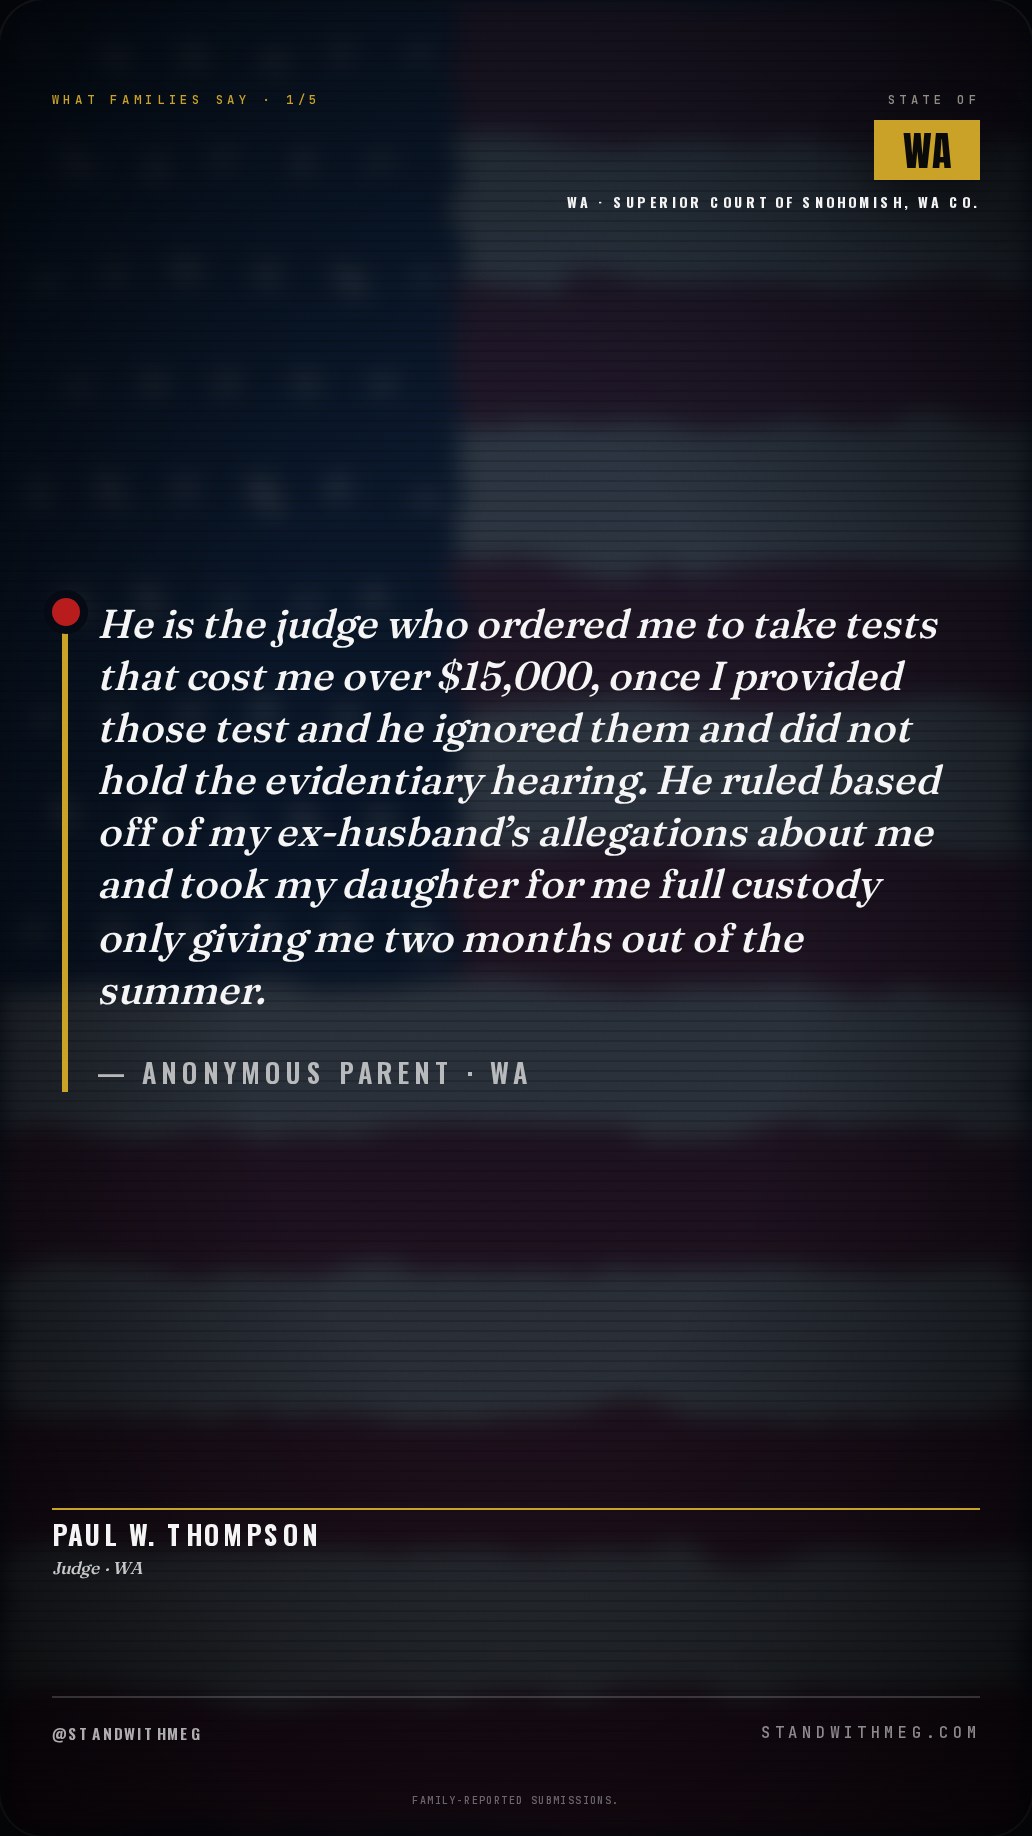 WHAT FAMILIES SAY · 1/5
STATE OF
WA
WA · SUPERIOR COURT OF SNOHOMISH, WA CO.
He is the judge who ordered me to take tests
that cost me over $15,000, once I provided
those test and he ignored them and did not
hold the evidentiary hearing. He ruled based
off of my ex-husband’s allegations about me
and took my daughter for me full custody
only giving me two months out of the
summer.
— ANONYMOUS PARENT · WA
PAUL W. THOMPSON
Judge · WA
@STANDWITHMEG
STANDWITHMEG.COM
FAMILY-REPORTED SUBMISSIONS.